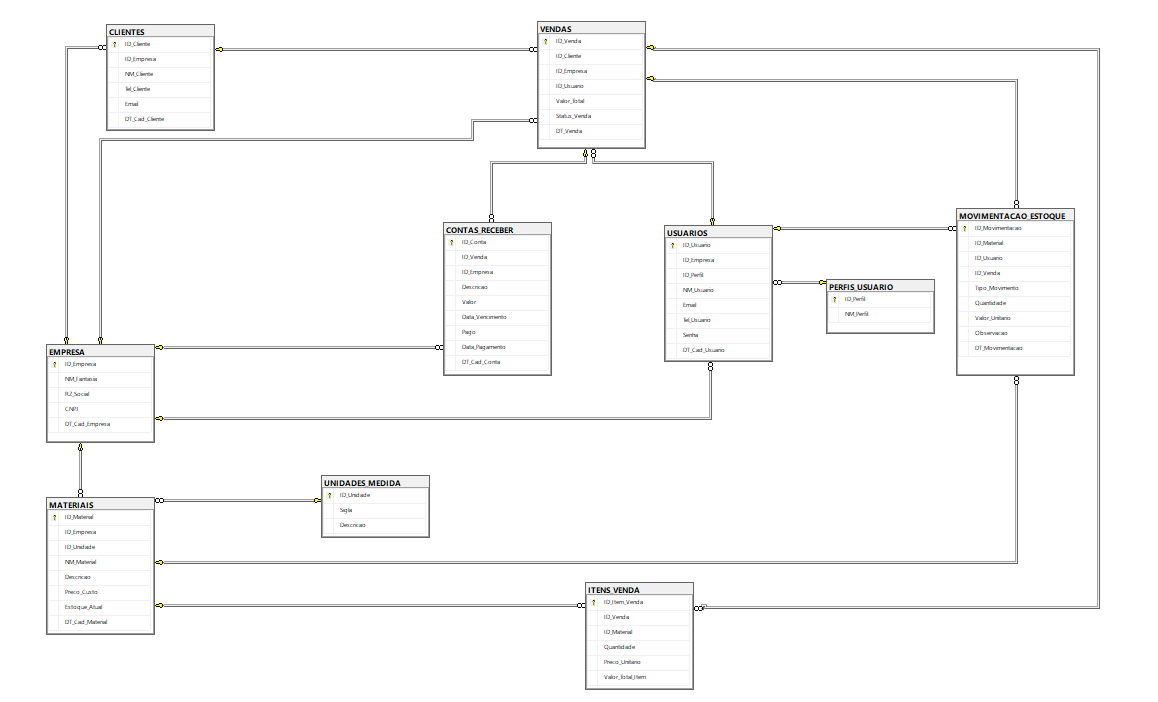 CLIENTES
ID_Cliente
ID_Empresa
NM_Cliente
Tel_Cliente
Email
DT_Cad_Cliente
VENDAS
ID_Venda
ID_Cliente
ID_Empresa
ID_Usuario
Valor_Total
Status_Venda
DT_Venda
CONTAS_RECEBER
ID_Conta
ID_Venda
ID_Empresa
Descricao
Valor
Data_Vencimento
Pago
Data_Pagamento
DT_Cad_Conta
USUARIOS
ID_Usuario
ID_Empresa
ID_Perfil
NM_Usuario
Email
Tel_Usuario
Senha
DT_Cad_Usuario
PERFIS_USUARIO
ID_Perfil
NM_Perfil
MOVIMENTACAO_ESTOQUE
ID_Movimentacao
ID_Material
ID_Usuario
ID_Venda
Tipo_Movimento
Quantidade
Valor_Unitario
Observacao
DT_Movimentacao
EMPRESA
ID_Empresa
NM_Fantasia
RZ_Social
CNPJ
DT_Cad_Empresa
MATERIAIS
ID_Material
ID_Empresa
ID_Unidade
NM_Material
Descricao
Preco_Custo
Estoque_Atual
DT_Cad_Material
UNIDADES_MEDIDA
ID_Unidade
Sigla
Descricao
ITENS_VENDA
ID_Item_Venda
ID_Venda
ID_Material
Quantidade
Preco_Unitario
Valor_Total_Item